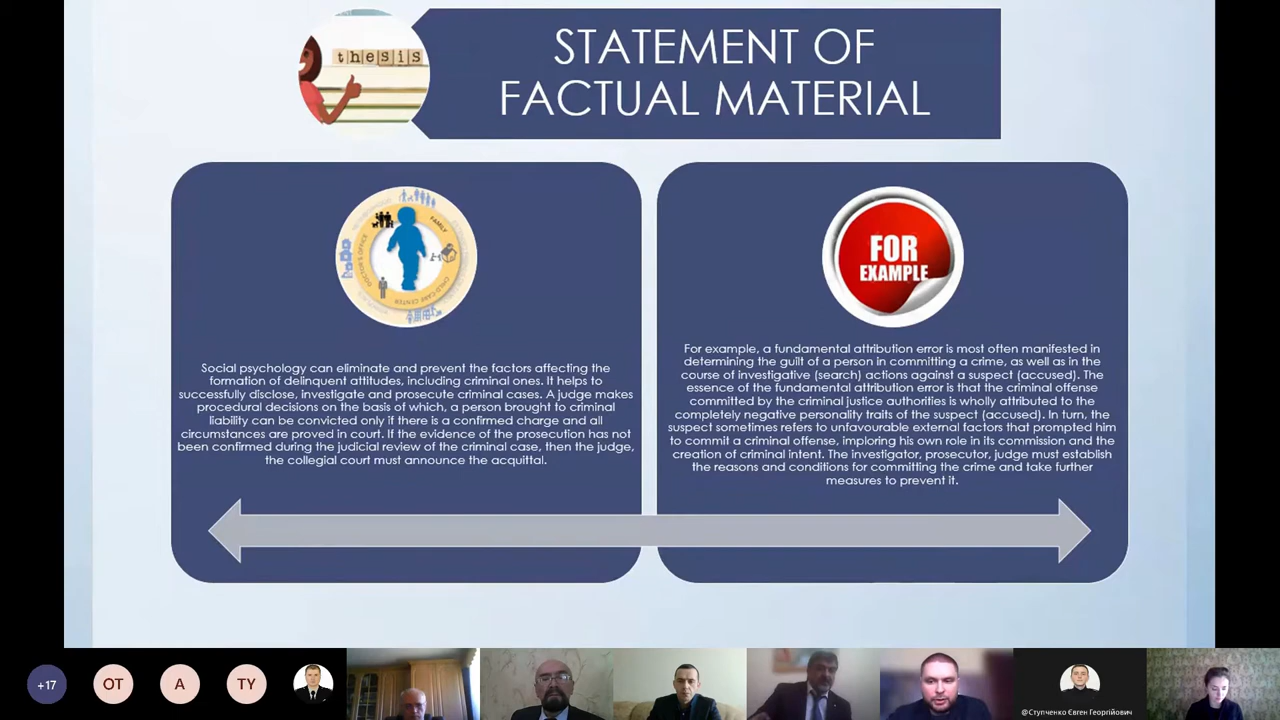 thesis
STATEMENT OF
FACTUAL MATERIAL
FAMILY
DOCTOR'S OFFICE
CHILD CARE CENTER
FOR
EXAMPLE
Social psychology can eliminate and prevent the factors affecting the
formation of delinquent attitudes, including criminal ones. It helps to
successfully disclose, investigate and prosecute criminal cases. A judge makes
procedural decisions on the basis of which, a person brought to criminal
liability can be convicted only if there is a confirmed charge and all
circumstances are proved in court. If the evidence of the prosecution has not
been confirmed during the judicial review of the criminal case, then the judge,
the collegial court must announce the acquittal.
For example, a fundamental attribution error is most often manifested in
determining the guilt of a person in committing a crime, as well as in the
course of investigative (search) actions against a suspect (accused). The
essence of the fundamental attribution error is that the criminal offense
committed by the criminal justice authorities is wholly attributed to the
completely negative personality traits of the suspect (accused). In turn, the
suspect sometimes refers to unfavourable external factors that prompted him
to commit a criminal offense, imploring his own role in its commission and the
creation of criminal intent. The investigator, prosecutor, judge must establish
the reasons and conditions for committing the crime and take further
measures to prevent it.
+17
OT
A
TY
@Ступченко Євген Георгійович